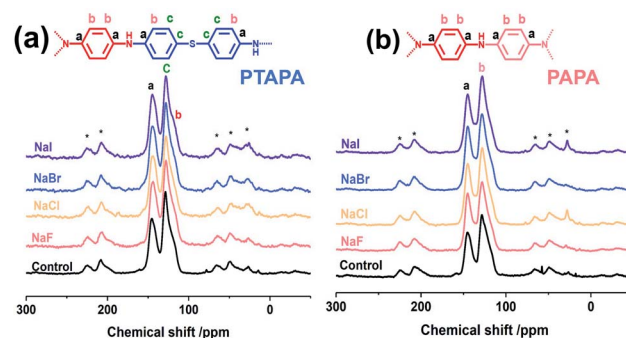 (a)
b b b c c b
N a a H N a c S c a N H
c
PTAPA
a
C
b
* * * * *
NaI
NaBr
NaCl
NaF
Control
200 100 0
Chemical shift /ppm
(b)
b b b b
N a a H N a a N
PAPA
b
a
* * * * *
NaI
NaBr
NaCl
NaF
Control
300 200 100 0
Chemical shift /ppm